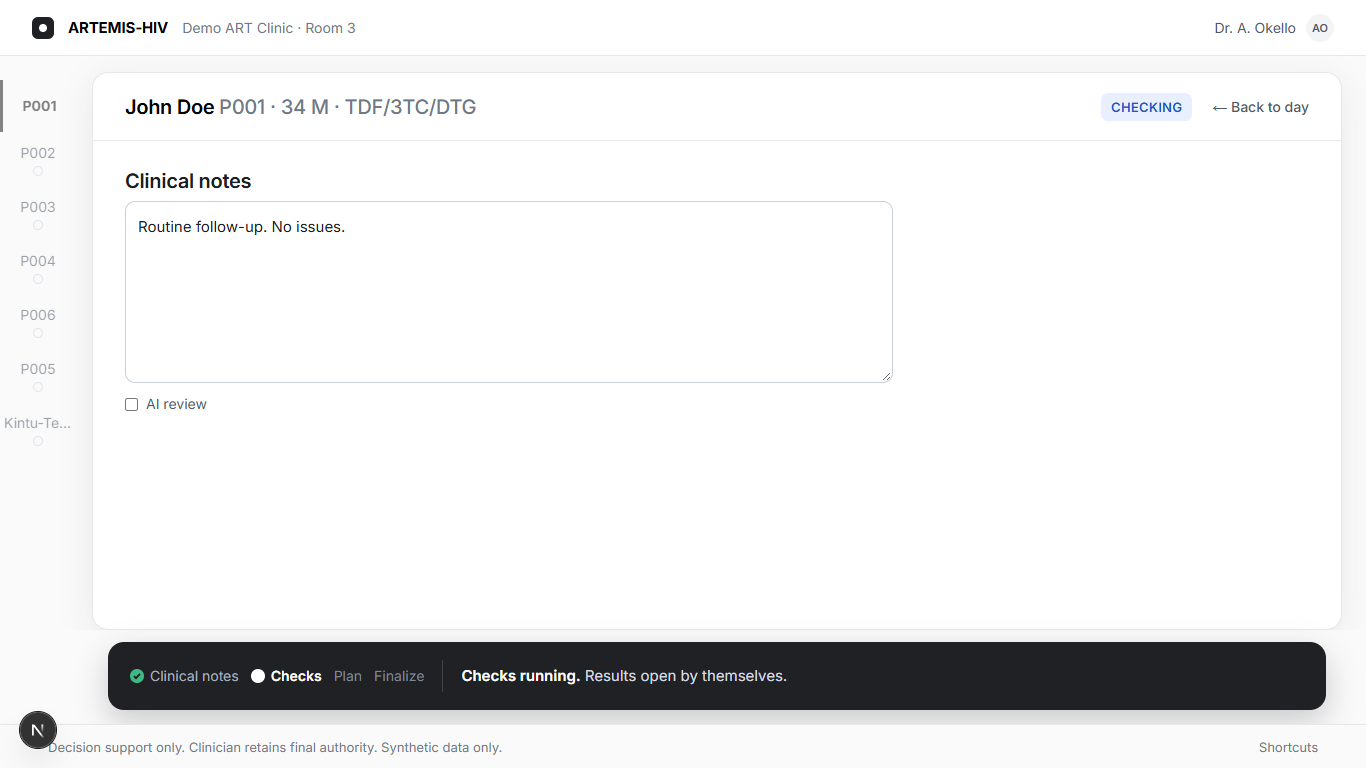 ARTEMIS-HIV Demo ART Clinic · Room 3
Dr. A. Okello AO
P001
P002
P003
P004
P006
P005
Kintu-Te...
John Doe P001 · 34 M · TDF/3TC/DTG
CHECKING
← Back to day
Clinical notes
Routine follow-up. No issues.
AI review
Clinical notes Checks Plan Finalize
Checks running. Results open by themselves.
N
Decision support only. Clinician retains final authority. Synthetic data only.
Shortcuts